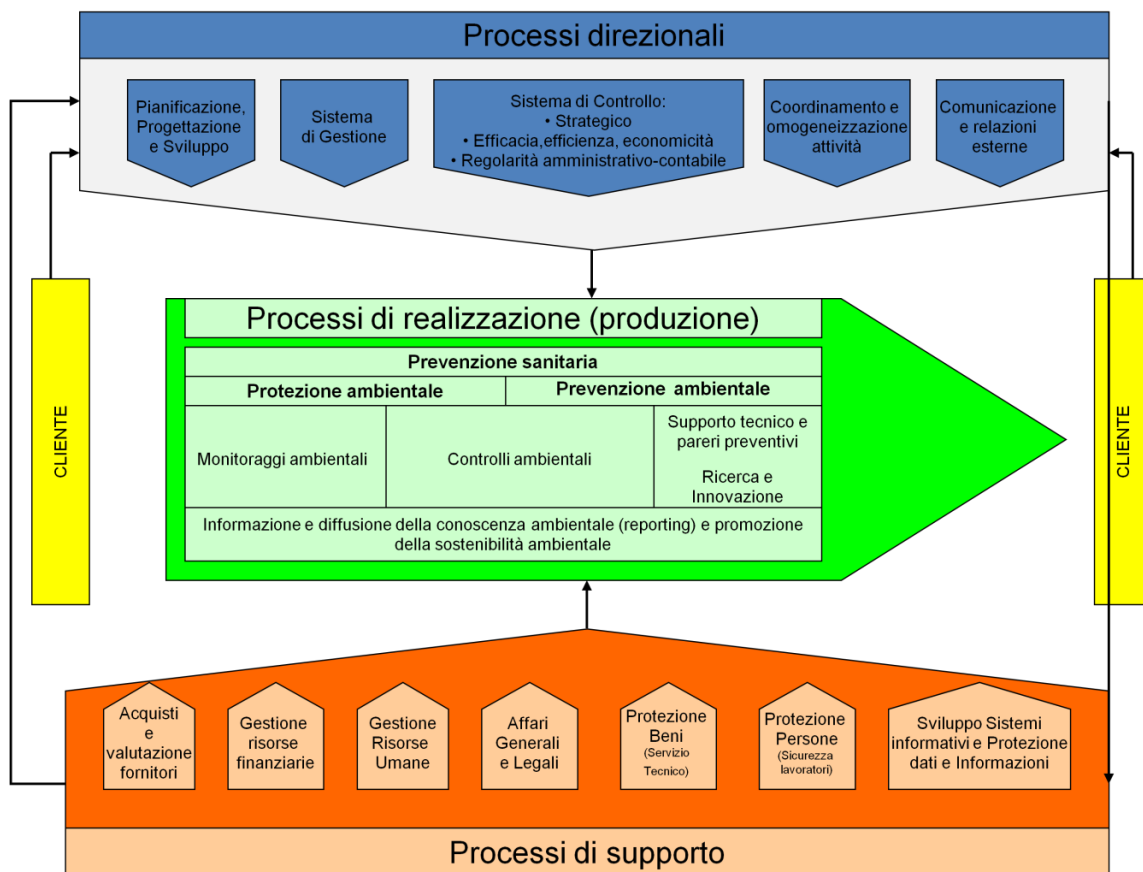 Processi direzionali
Pianificazione,
Progettazione
e Sviluppo
Sistema
di Gestione
Sistema di Controllo:
• Strategico
• Efficacia,efficienza, economicità
• Regolarità amministrativo-contabile
Coordinamento e
omogeneizzazione
attività
Comunicazione
e relazioni
esterne
CLIENTE
Processi di realizzazione (produzione)
Prevenzione sanitaria
Protezione ambientale
Prevenzione ambientale
Monitoraggi ambientali
Controlli ambientali
Supporto tecnico e
pareri preventivi
Ricerca e
Innovazione
Informazione e diffusione della conoscenza ambientale (reporting) e promozione
della sostenibilità ambientale
CLIENTE
Acquisti
e
valutazione
fornitori
Gestione
risorse
finanziarie
Gestione
Risorse
Umane
Affari
Generali
e Legali
Protezione
Beni
(Servizio
Tecnico)
Protezione
Persone
(Sicurezza
lavoratori)
Sviluppo Sistemi
informativi e Protezione
dati e Informazioni
Processi di supporto